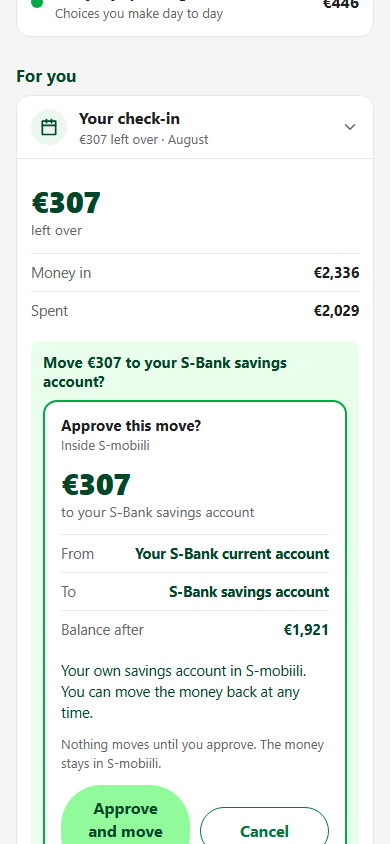 €446
Choices you make day to day
For you
Your check-in
€307 left over · August
€307
left over
Money in €2,336
Spent €2,029
Move €307 to your S-Bank savings
account?
Approve this move?
Inside S-mobiili
€307
to your S-Bank savings account
From Your S-Bank current account
To S-Bank savings account
Balance after €1,921
Your own savings account in S-mobiili.
You can move the money back at any
time.
Nothing moves until you approve. The money
stays in S-mobiili.
Approve
and move
Cancel